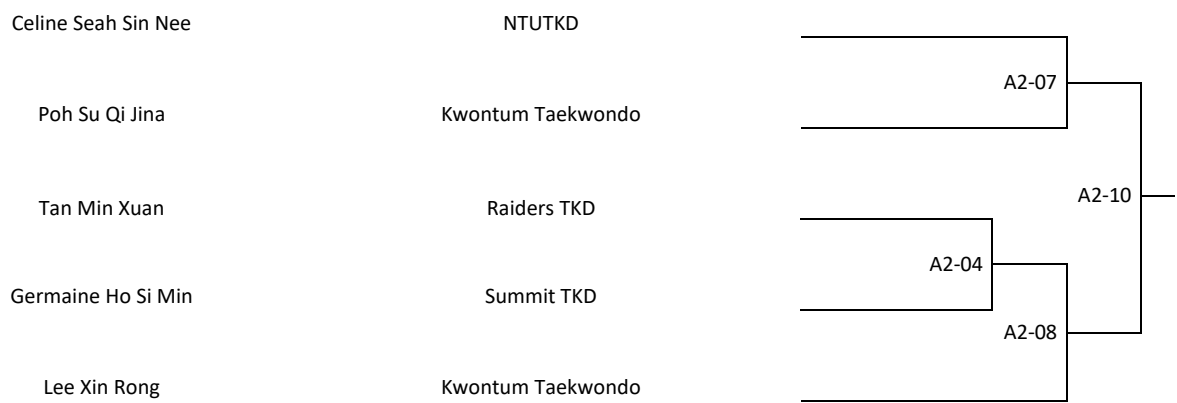 Celine Seah Sin Nee NTUTKD
A2-07
Poh Su Qi Jina Kwontum Taekwondo
A2-10
Tan Min Xuan Raiders TKD
A2-04
Germaine Ho Si Min Summit TKD
A2-08
Lee Xin Rong Kwontum Taekwondo